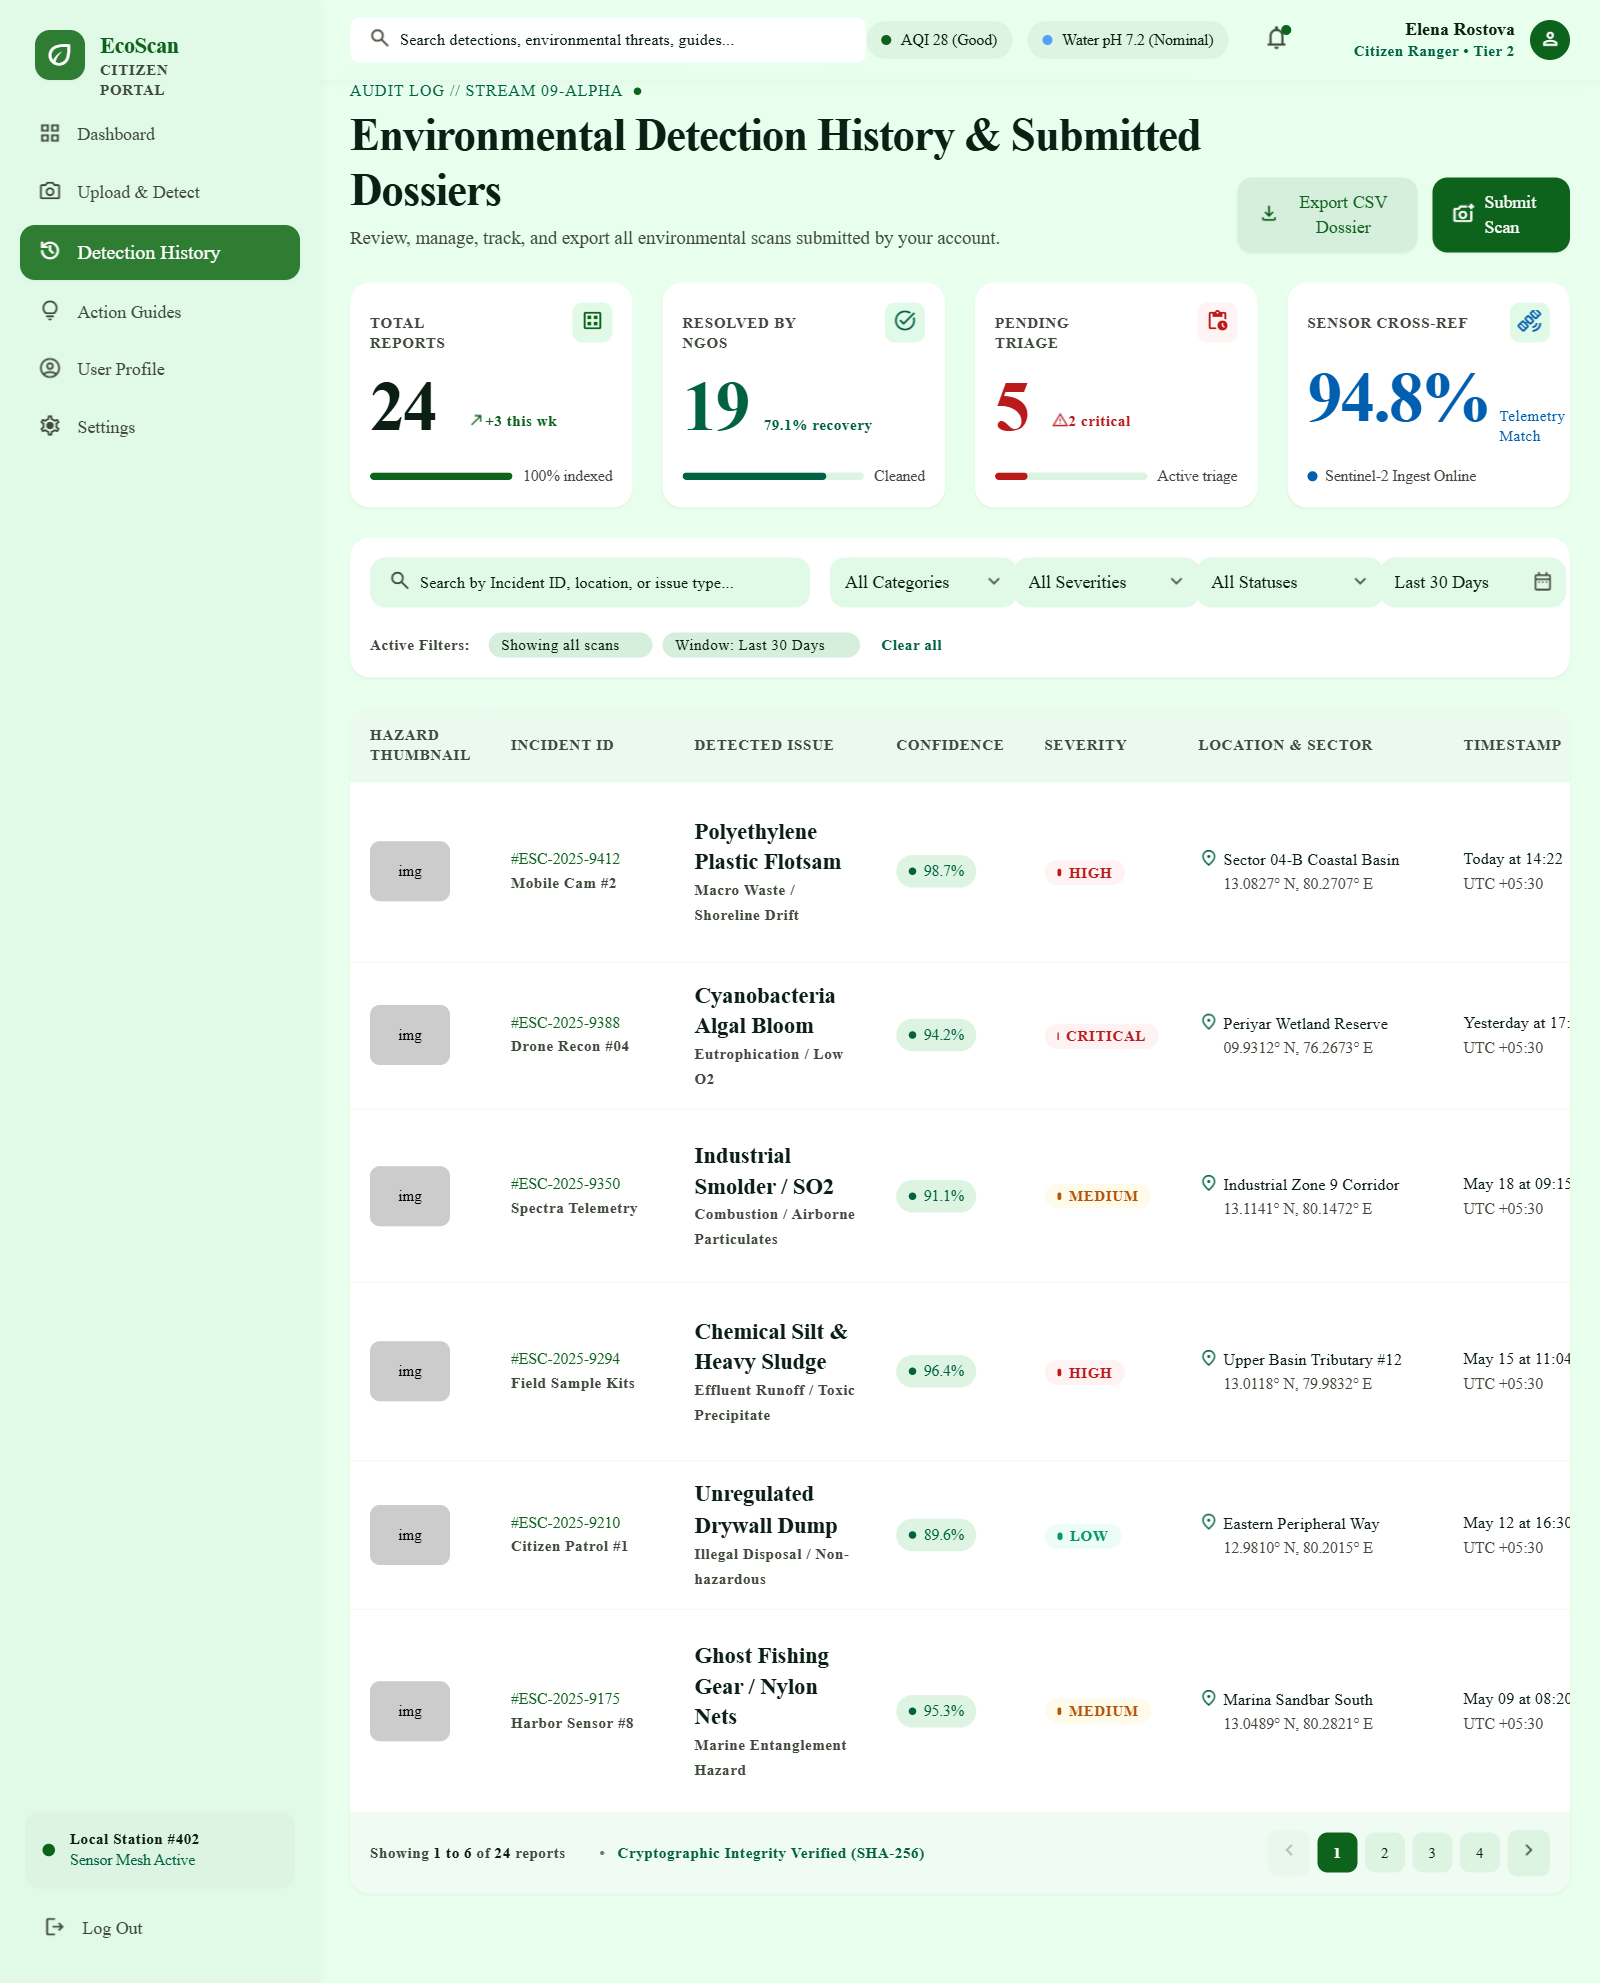 EcoScan
CITIZEN
PORTAL
Dashboard
Upload & Detect
Detection History
Action Guides
User Profile
Settings
Local Station #402
Sensor Mesh Active
Log Out
Search detections, environmental threats, guides...
AQI 28 (Good)
Water pH 7.2 (Nominal)
Elena Rostova
Citizen Ranger • Tier 2
AUDIT LOG // STREAM 09-ALPHA
Environmental Detection History & Submitted
Dossiers
Review, manage, track, and export all environmental scans submitted by your account.
Export CSV
Dossier
Submit
Scan
TOTAL
REPORTS
24
+3 this wk
100% indexed
RESOLVED BY
NGOS
19
79.1% recovery
Cleaned
PENDING
TRIAGE
5
2 critical
Active triage
SENSOR CROSS-REF
94.8%
Telemetry
Match
Sentinel-2 Ingest Online
Search by Incident ID, location, or issue type...
All Categories
All Severities
All Statuses
Last 30 Days
Active Filters:
Showing all scans
Window: Last 30 Days
Clear all
HAZARD
THUMBNAIL
INCIDENT ID
DETECTED ISSUE
CONFIDENCE
SEVERITY
LOCATION & SECTOR
TIMESTAMP
img
#ESC-2025-9412
Mobile Cam #2
Polyethylene
Plastic Flotsam
Macro Waste /
Shoreline Drift
98.7%
HIGH
Sector 04-B Coastal Basin
13.0827° N, 80.2707° E
Today at 14:22
UTC +05:30
img
#ESC-2025-9388
Drone Recon #04
Cyanobacteria
Algal Bloom
Eutrophication / Low
O2
94.2%
CRITICAL
Periyar Wetland Reserve
09.9312° N, 76.2673° E
Yesterday at 17:
UTC +05:30
img
#ESC-2025-9350
Spectra Telemetry
Industrial
Smolder / SO2
Combustion / Airborne
Particulates
91.1%
MEDIUM
Industrial Zone 9 Corridor
13.1141° N, 80.1472° E
May 18 at 09:15
UTC +05:30
img
#ESC-2025-9294
Field Sample Kits
Chemical Silt &
Heavy Sludge
Effluent Runoff / Toxic
Precipitate
96.4%
HIGH
Upper Basin Tributary #12
13.0118° N, 79.9832° E
May 15 at 11:04
UTC +05:30
img
#ESC-2025-9210
Citizen Patrol #1
Unregulated
Drywall Dump
Illegal Disposal / Non-
hazardous
89.6%
LOW
Eastern Peripheral Way
12.9810° N, 80.2015° E
May 12 at 16:30
UTC +05:30
img
#ESC-2025-9175
Harbor Sensor #8
Ghost Fishing
Gear / Nylon
Nets
Marine Entanglement
Hazard
95.3%
MEDIUM
Marina Sandbar South
13.0489° N, 80.2821° E
May 09 at 08:20
UTC +05:30
Showing 1 to 6 of 24 reports
• Cryptographic Integrity Verified (SHA-256)
1
2
3
4